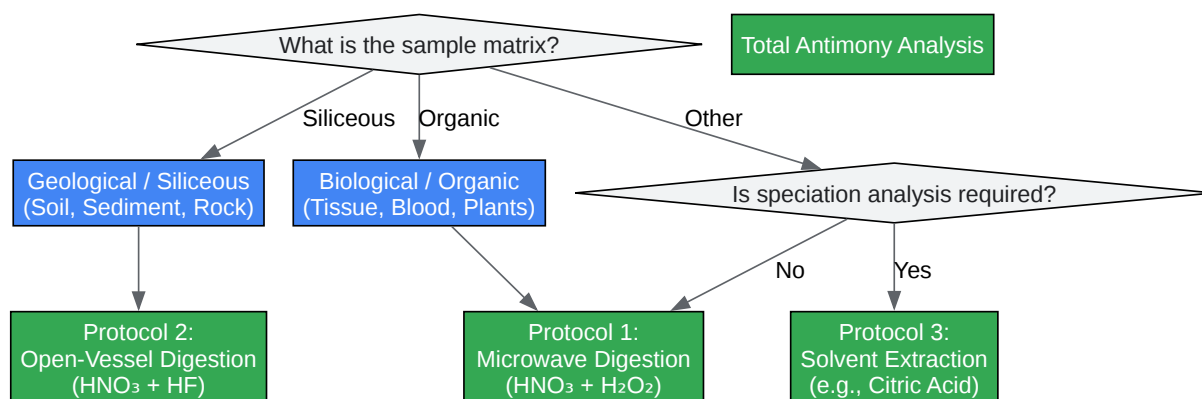 What is the sample matrix?
Total Antimony Analysis
Siliceous
Organic
Other
Geological / Siliceous
(Soil, Sediment, Rock)
Biological / Organic
(Tissue, Blood, Plants)
Is speciation analysis required?
No
Yes
Protocol 2:
Open-Vessel Digestion
(HNO₃ + HF)
Protocol 1:
Microwave Digestion
(HNO₃ + H₂O₂)
Protocol 3:
Solvent Extraction
(e.g., Citric Acid)